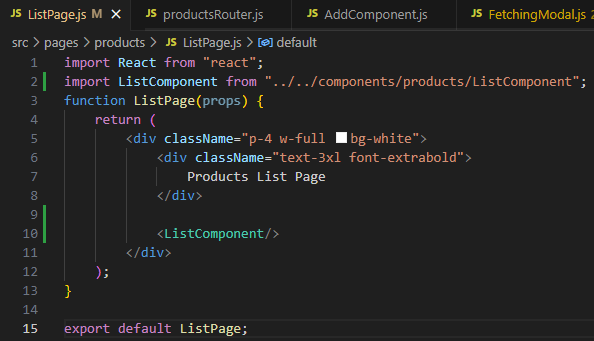 JS ListPage.js M
JS productsRouter.js
JS AddComponent.js
JS FetchingModal.js 2
src > pages > products > JS ListPage.js > default
1 import React from "react";
2 import ListComponent from "../../components/products/ListComponent";
3 function ListPage(props) {
4 return (
5 <div className="p-4 w-full bg-white">
6 <div className="text-3xl font-extrabold">
7 Products List Page
8 </div>
9
10 <ListComponent/>
11 </div>
12 );
13 }
14
15 export default ListPage;